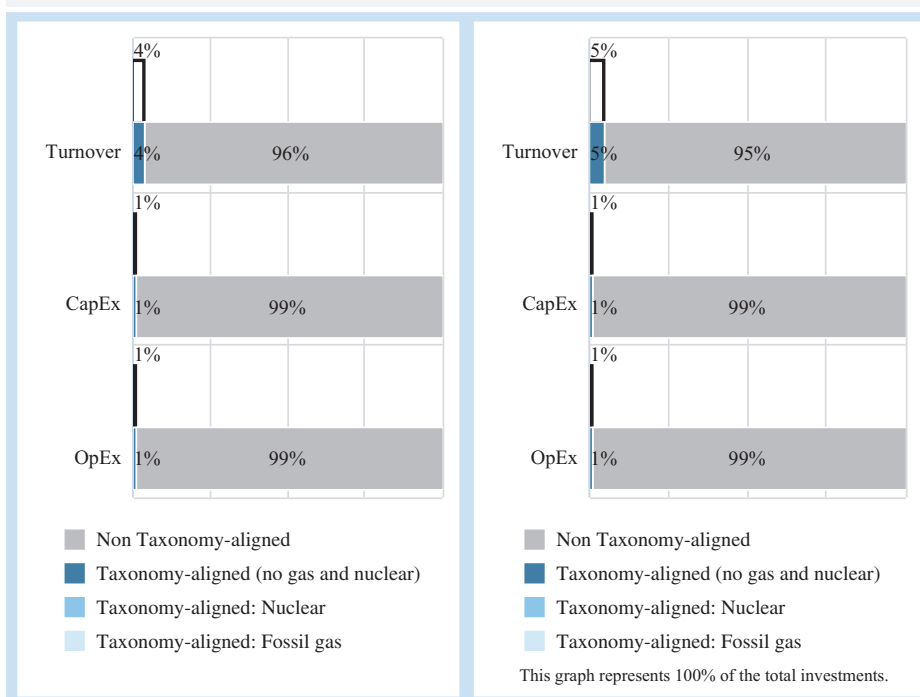 4%
Turnover 4% 96%
1%
CapEx 1% 99%
1%
OpEx 1% 99%
Non Taxonomy-aligned
Taxonomy-aligned (no gas and nuclear)
Taxonomy-aligned: Nuclear
Taxonomy-aligned: Fossil gas
5%
Turnover 5% 95%
1%
CapEx 1% 99%
1%
OpEx 1% 99%
Non Taxonomy-aligned
Taxonomy-aligned (no gas and nuclear)
Taxonomy-aligned: Nuclear
Taxonomy-aligned: Fossil gas
This graph represents 100% of the total investments.